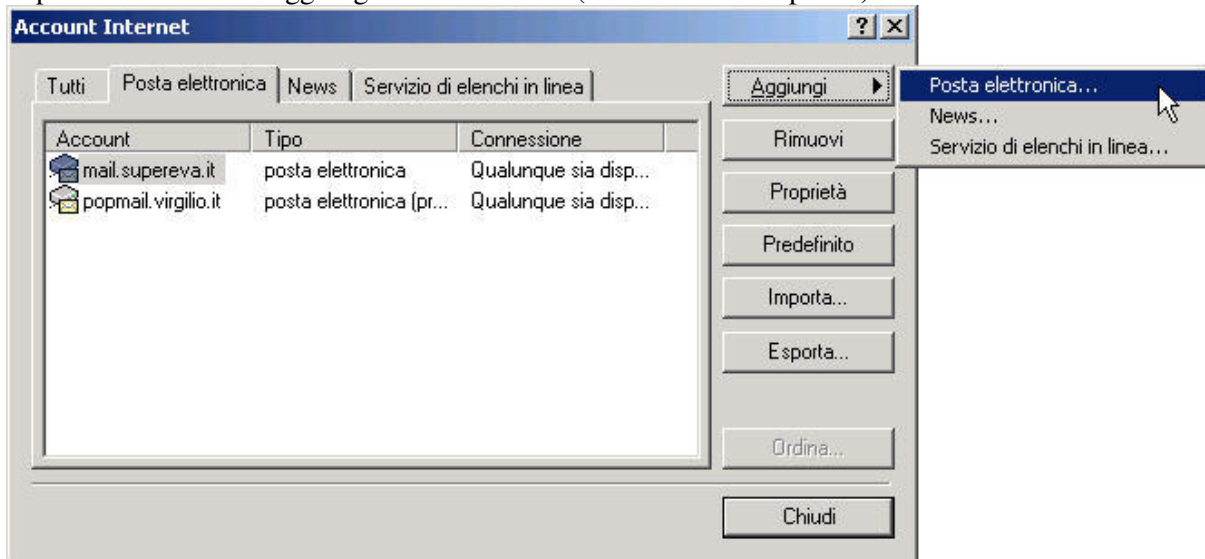 Account Internet
Tutti Posta elettronica News Servizio di elenchi in linea
Account Tipo Connessione
mail.supereva.it posta elettronica Qualunque sia disp...
popmail.virgilio.it posta elettronica (pr... Qualunque sia disp...
Aggiungi
Rimuovi
Proprietà
Predefinito
Importa...
Esporta...
Ordina...
Chiudi
Posta elettronica...
News...
Servizio di elenchi in linea...